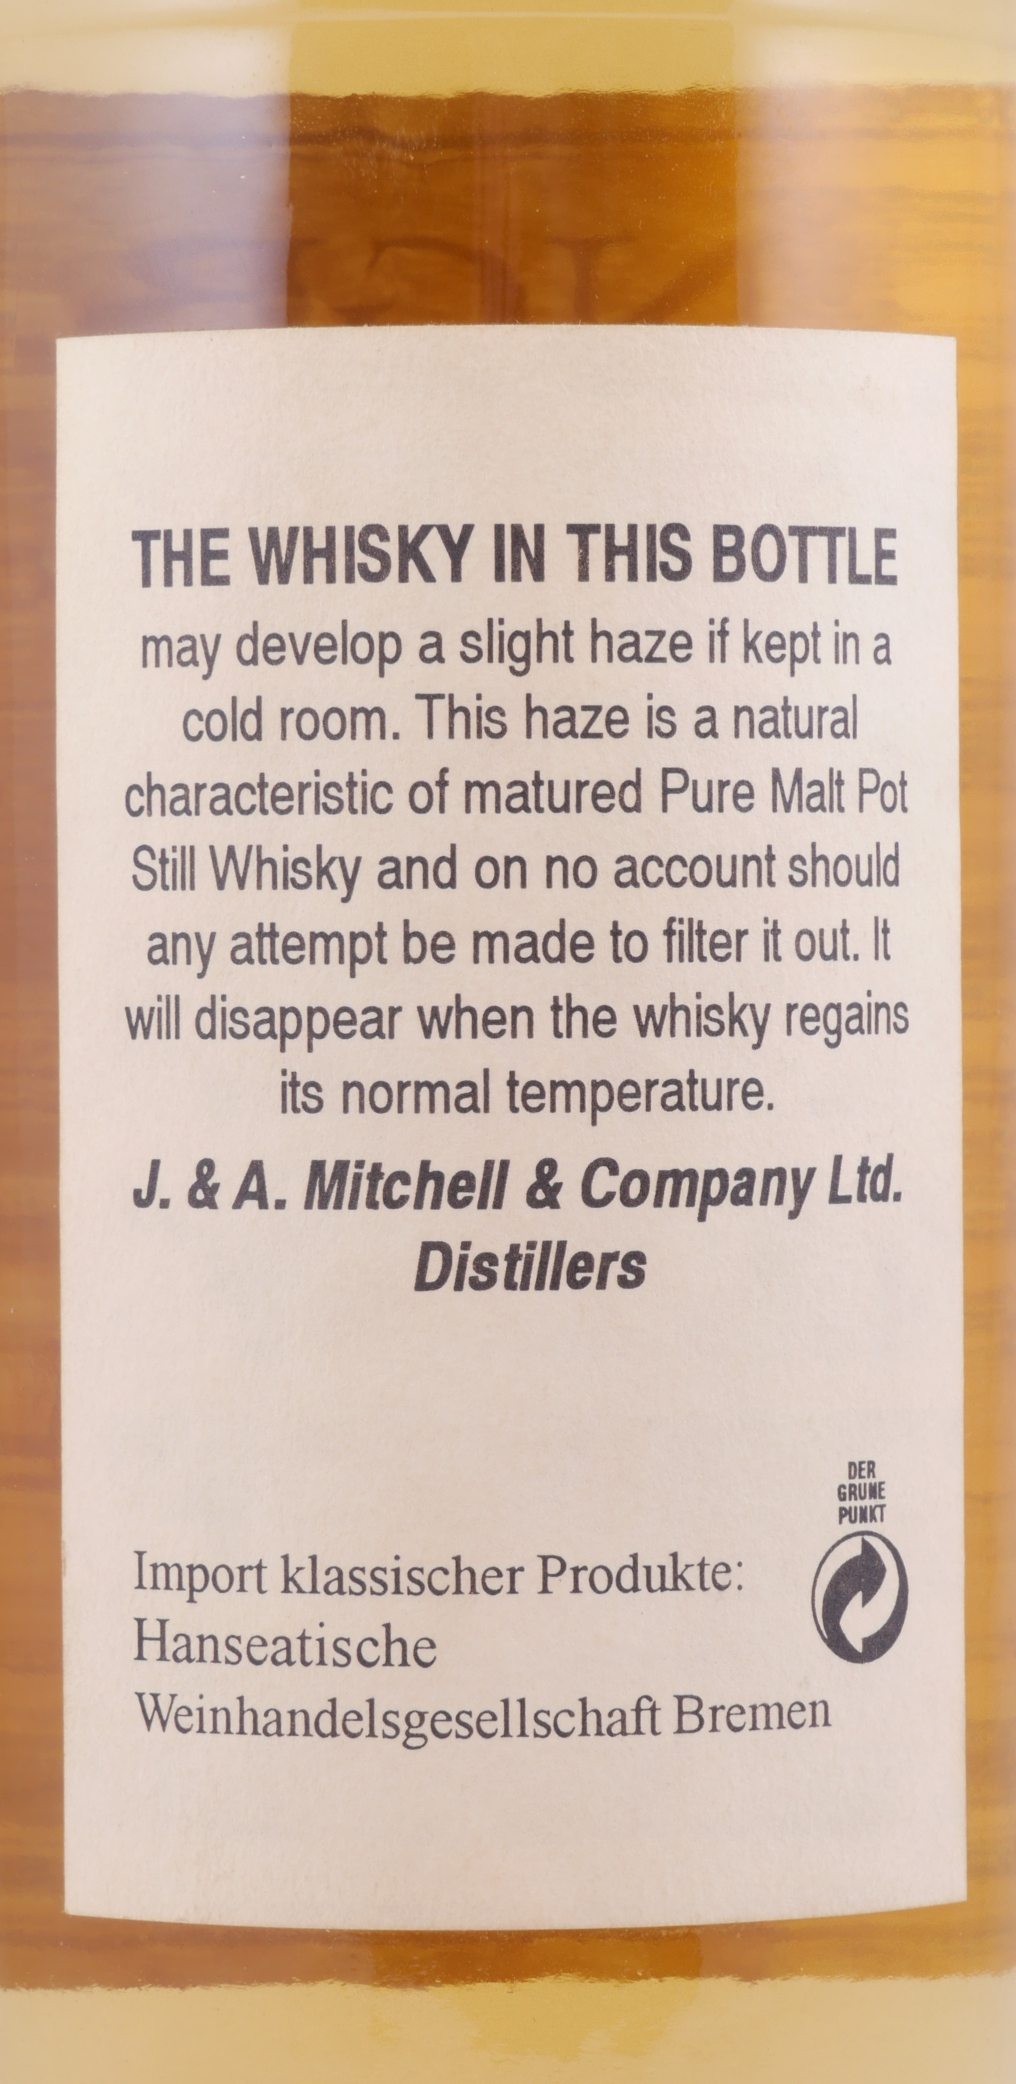 THE WHISKY IN THIS BOTTLE
may develop a slight haze if kept in a
cold room. This haze is a natural
characteristic of matured Pure Malt Pot
Still Whisky and on no account should
any attempt be made to filter it out. It
will disappear when the whisky regains
its normal temperature.
J. & A. Mitchell & Company Ltd.
Distillers
DER
GRUNE
PUNKT
Import klassischer Produkte:
Hanseatische
Weinhandelsgesellschaft Bremen